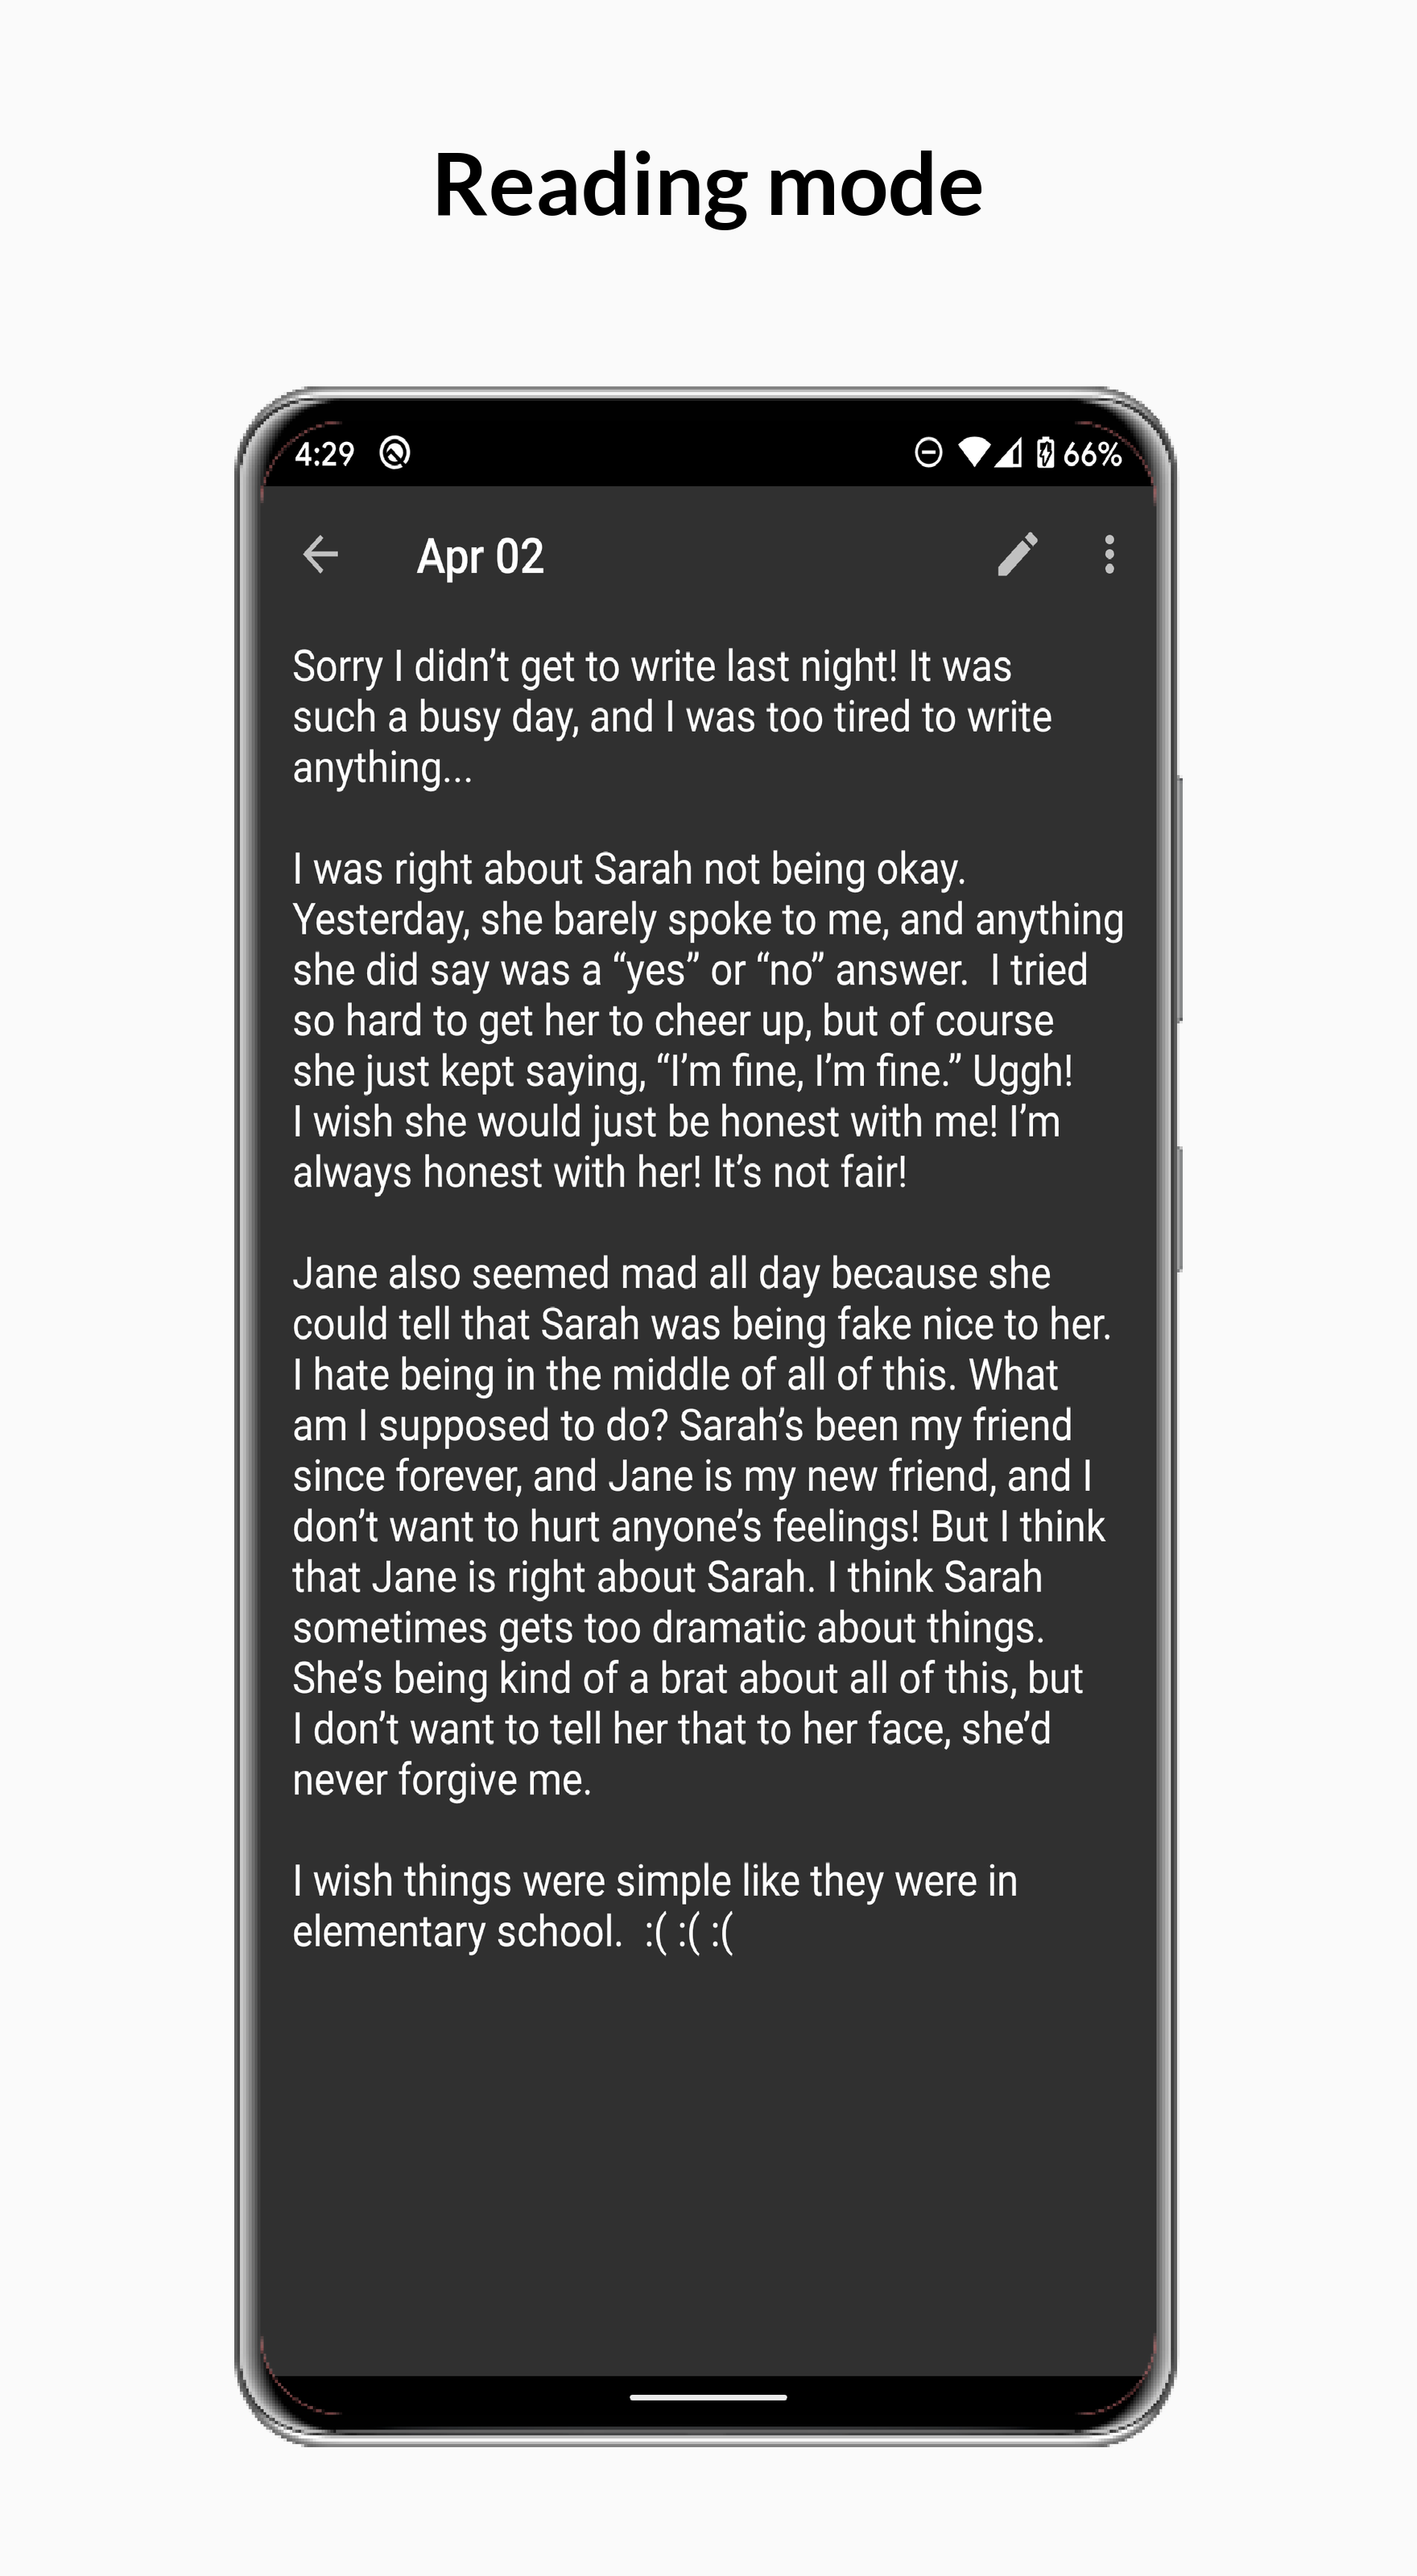 Reading mode
4:29
66%
Apr 02
Sorry I didn’t get to write last night! It was
such a busy day, and I was too tired to write
anything...
I was right about Sarah not being okay.
Yesterday, she barely spoke to me, and anything
she did say was a “yes” or “no” answer.  I tried
so hard to get her to cheer up, but of course
she just kept saying, “I’m fine, I’m fine.” Uggh!
I wish she would just be honest with me! I’m
always honest with her! It’s not fair!
Jane also seemed mad all day because she
could tell that Sarah was being fake nice to her.
I hate being in the middle of all of this. What
am I supposed to do? Sarah’s been my friend
since forever, and Jane is my new friend, and I
don’t want to hurt anyone’s feelings! But I think
that Jane is right about Sarah. I think Sarah
sometimes gets too dramatic about things.
She’s being kind of a brat about all of this, but
I don’t want to tell her that to her face, she’d
never forgive me.
I wish things were simple like they were in
elementary school.  :( :( :(